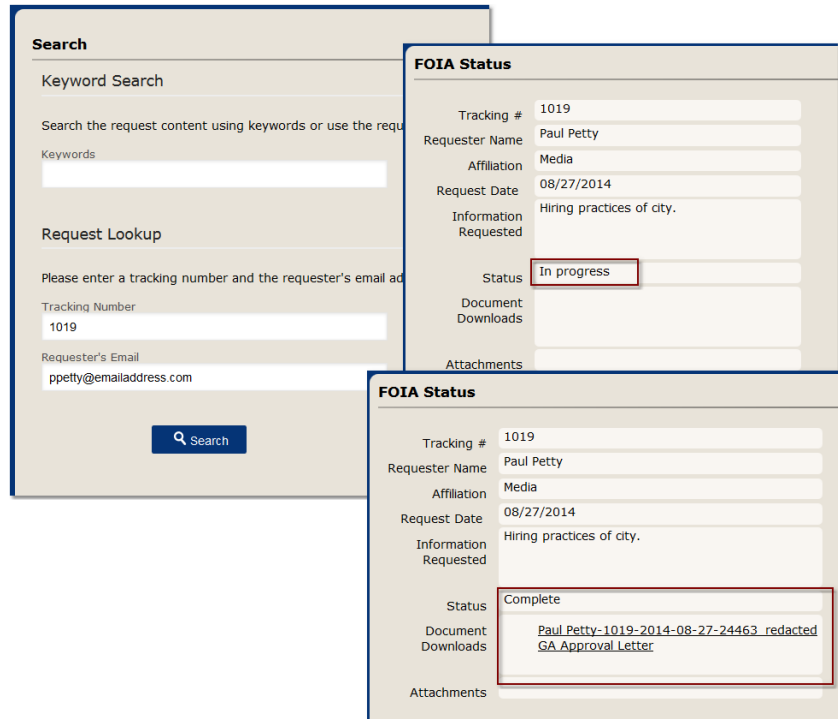 Search
Keyword Search
Search the request content using keywords or use the requ
Keywords
Request Lookup
Please enter a tracking number and the requester's email ad
Tracking Number
1019
Requester's Email
ppetty@emailaddress.com
Search
FOIA Status
Tracking # 1019
Requester Name Paul Petty
Affiliation Media
Request Date 08/27/2014
Information Requested Hiring practices of city.
Status In progress
Document Downloads
Attachments
FOIA Status
Tracking # 1019
Requester Name Paul Petty
Affiliation Media
Request Date 08/27/2014
Information Requested Hiring practices of city.
Status Complete
Document Paul Petty-1019-2014-08-27-24463_redacted
Downloads GA Approval Letter
Attachments